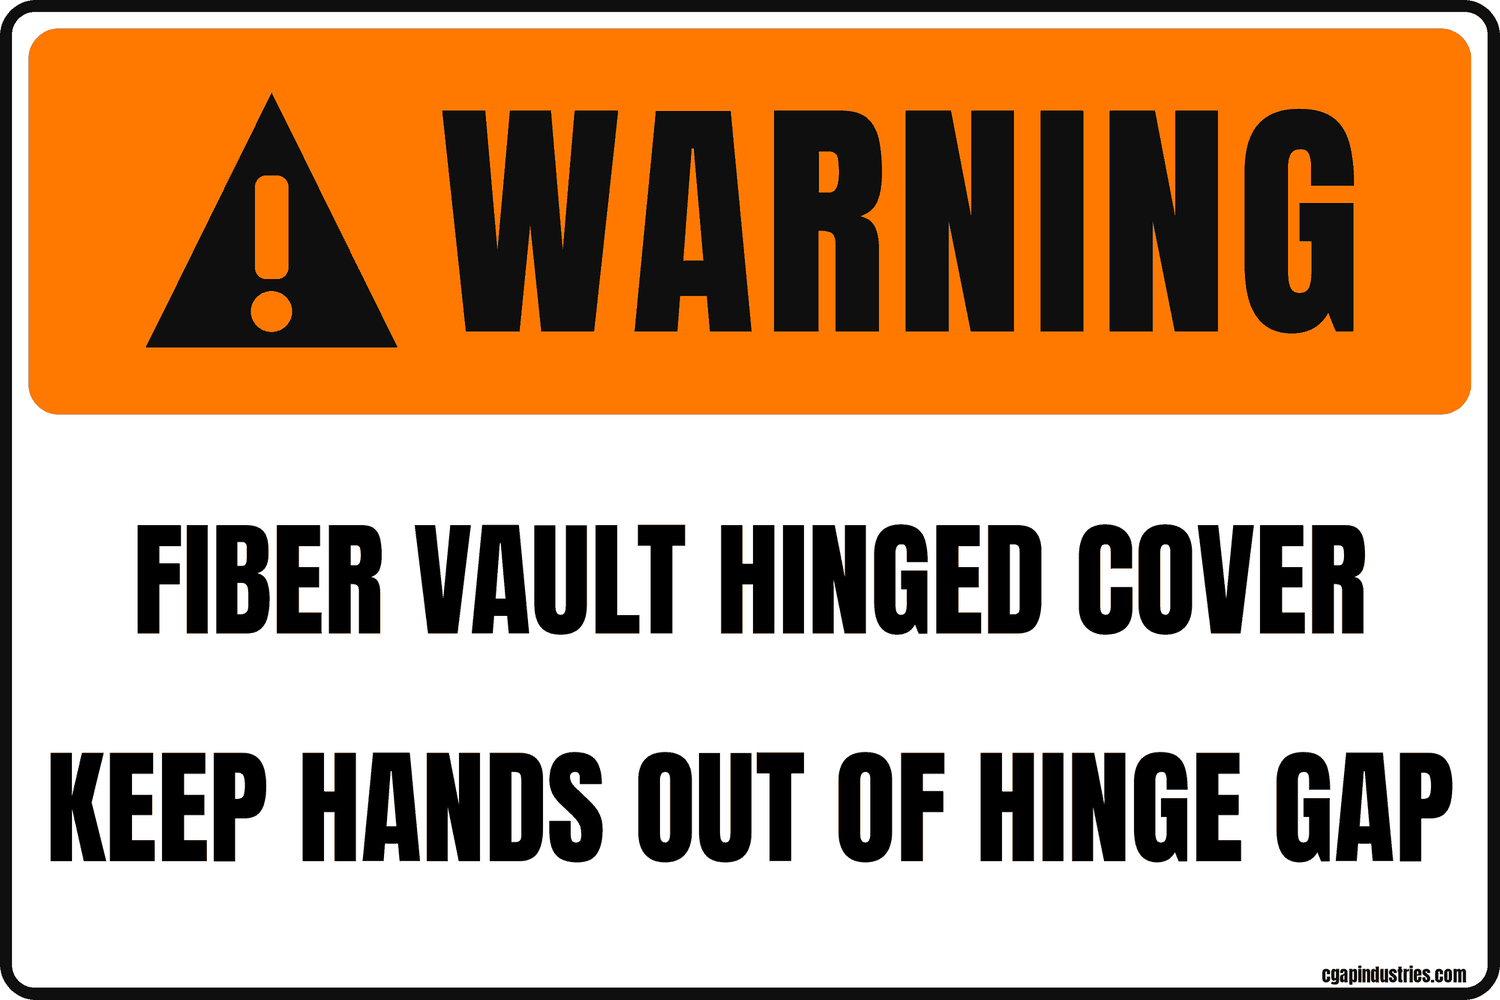 WARNING
FIBER VAULT HINGED COVER
KEEP HANDS OUT OF HINGE GAP
cgapindustries.com